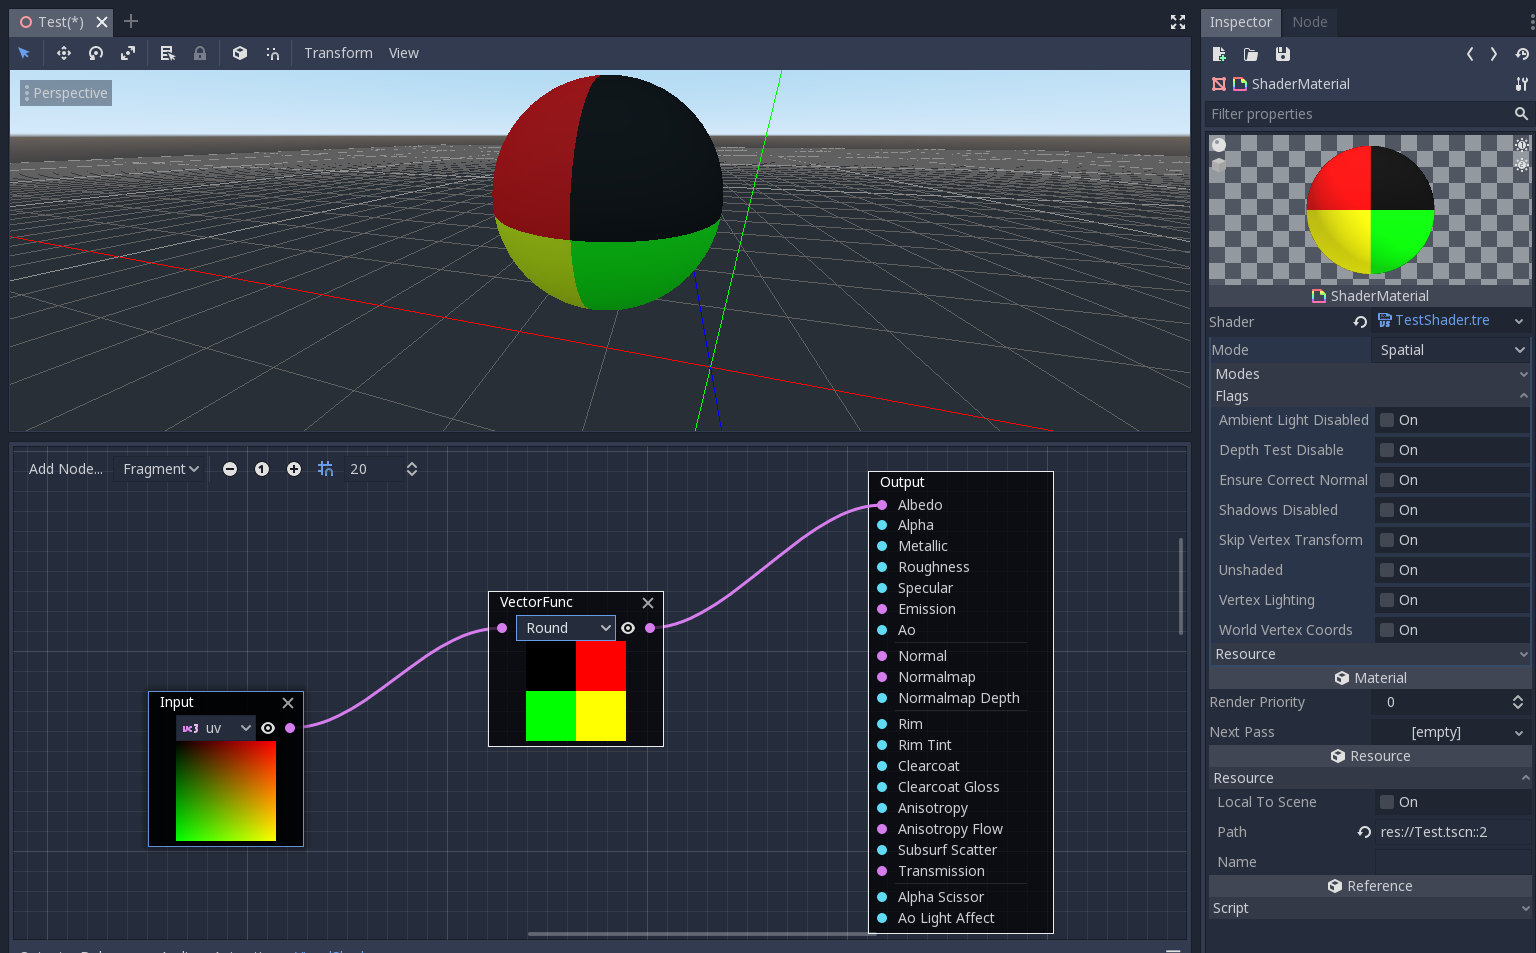 Test(*)
Transform View
Perspective
Add Node... Fragment 1 20
Input
vc3 uv
VectorFunc
Round
Output
Albedo
Alpha
Metallic
Roughness
Specular
Emission
Ao
Normal
Normalmap
Normalmap Depth
Rim
Rim Tint
Clearcoat
Clearcoat Gloss
Anisotropy
Anisotropy Flow
Subsurf Scatter
Transmission
Alpha Scissor
Ao Light Affect
Inspector Node
ShaderMaterial
Filter properties
ShaderMaterial
Shader TestShader.tre
Mode Spatial
Modes
Flags
Ambient Light Disabled On
Depth Test Disable On
Ensure Correct Normal On
Shadows Disabled On
Skip Vertex Transform On
Unshaded On
Vertex Lighting On
World Vertex Coords On
Resource
Material
Render Priority 0
Next Pass [empty]
Resource
Resource
Local To Scene On
Path res://Test.tscn::2
Name
Reference
Script